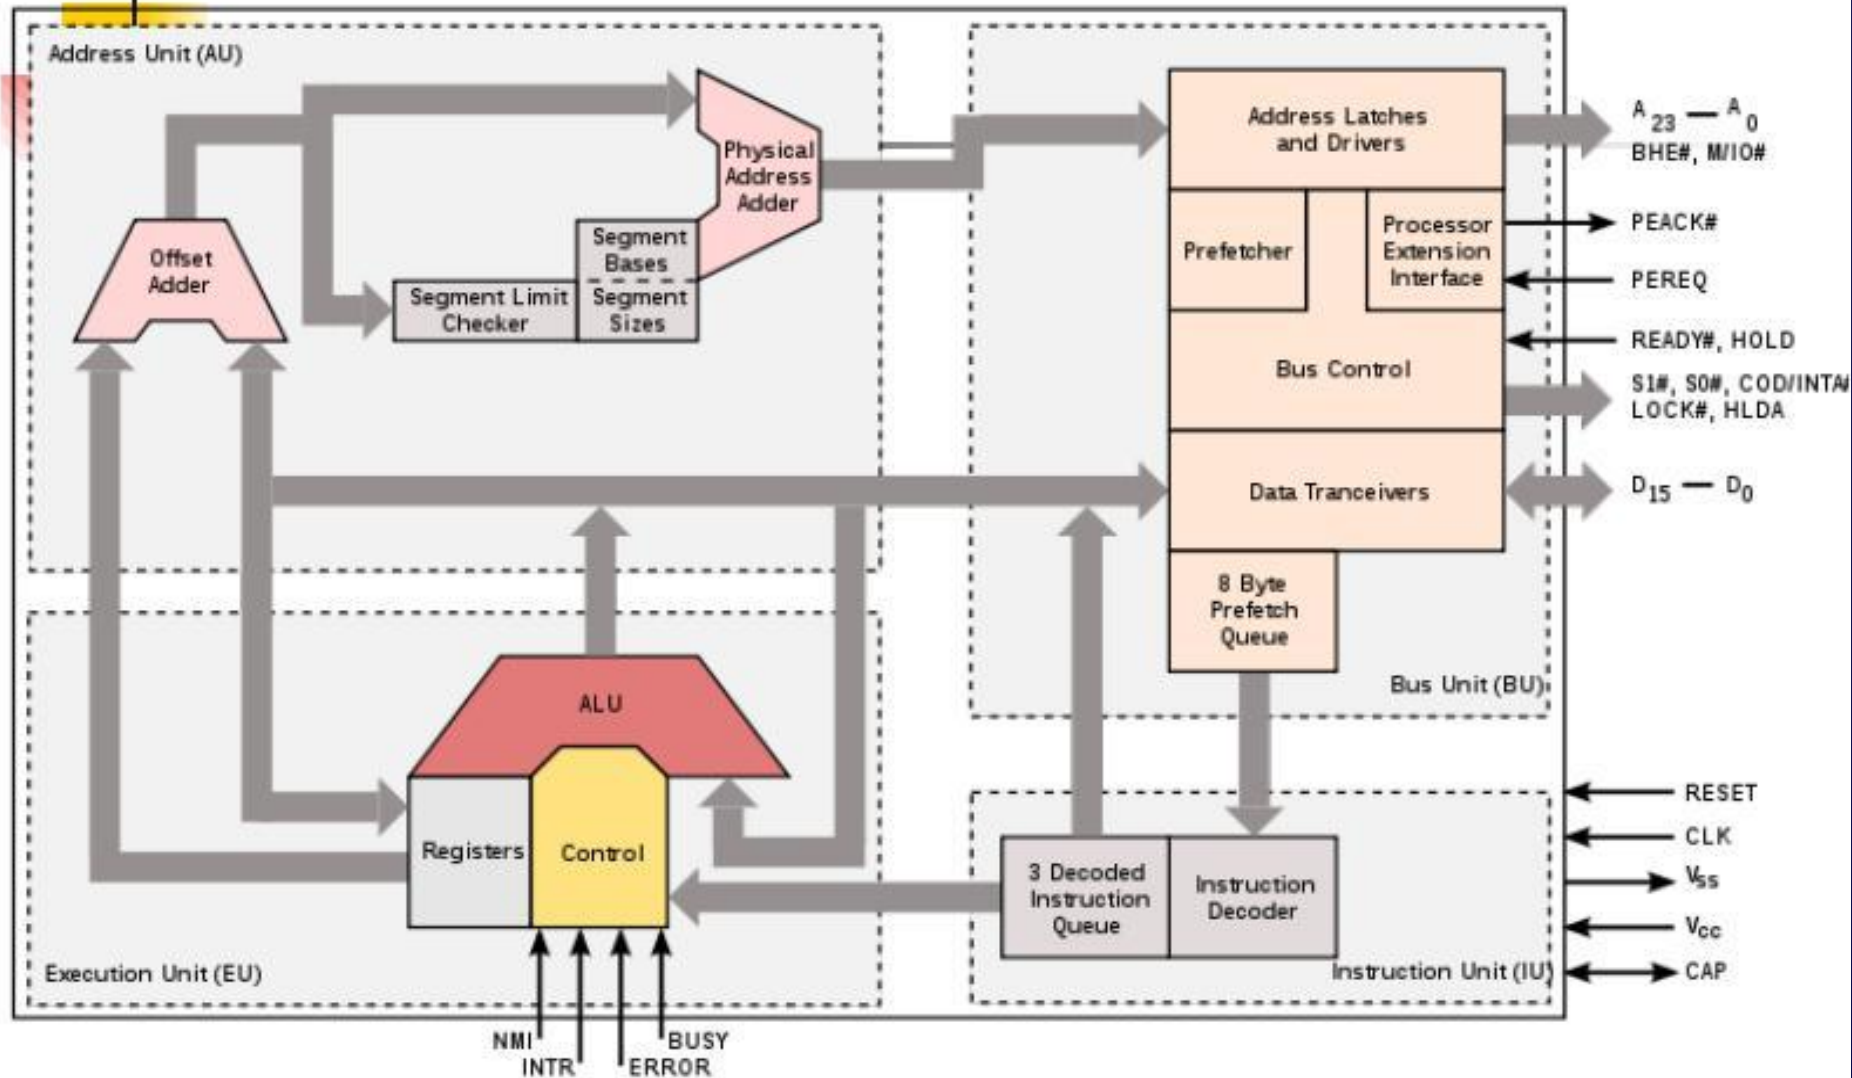 Address Unit (AU)
Offset
Adder
Segment Limit
Checker
Segment
Bases
Segment
Sizes
Physical
Address
Adder
Address Latches
and Drivers
Prefetcher
Processor
Extension
Interface
Bus Control
Data Tranceivers
8 Byte
Prefetch
Queue
Bus Unit (BU)
A23 — A0
BHE#, M/IO#
PEACK#
PEREQ
READY#, HOLD
S1#, S0#, COD/INTA#
LOCK#, HLDA
D15 — D0
ALU
Registers
Control
Execution Unit (EU)
NMI
INTR
ERROR
BUSY
3 Decoded
Instruction
Queue
Instruction
Decoder
Instruction Unit (IU)
RESET
CLK
Vss
Vcc
CAP